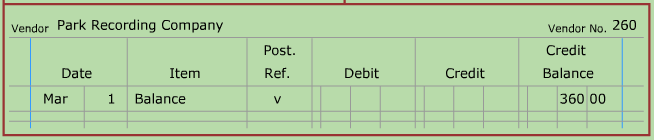 Vendor Park Recording Company Vendor No. 260
Post. Credit
Date Item Ref. Debit Credit Balance
Mar 1 Balance v 360 00